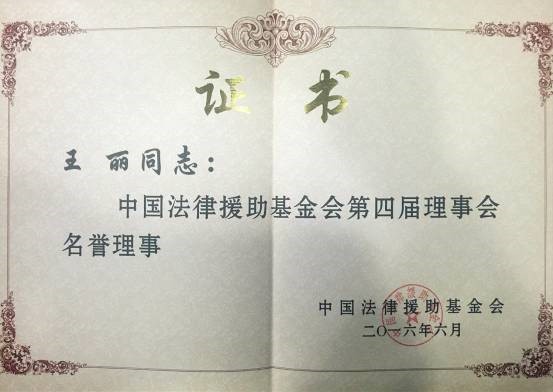 证 书
王 丽同志：
中国法律援助基金会第四届理事会
名誉理事
中国法律援助基金会
二〇一六年六月